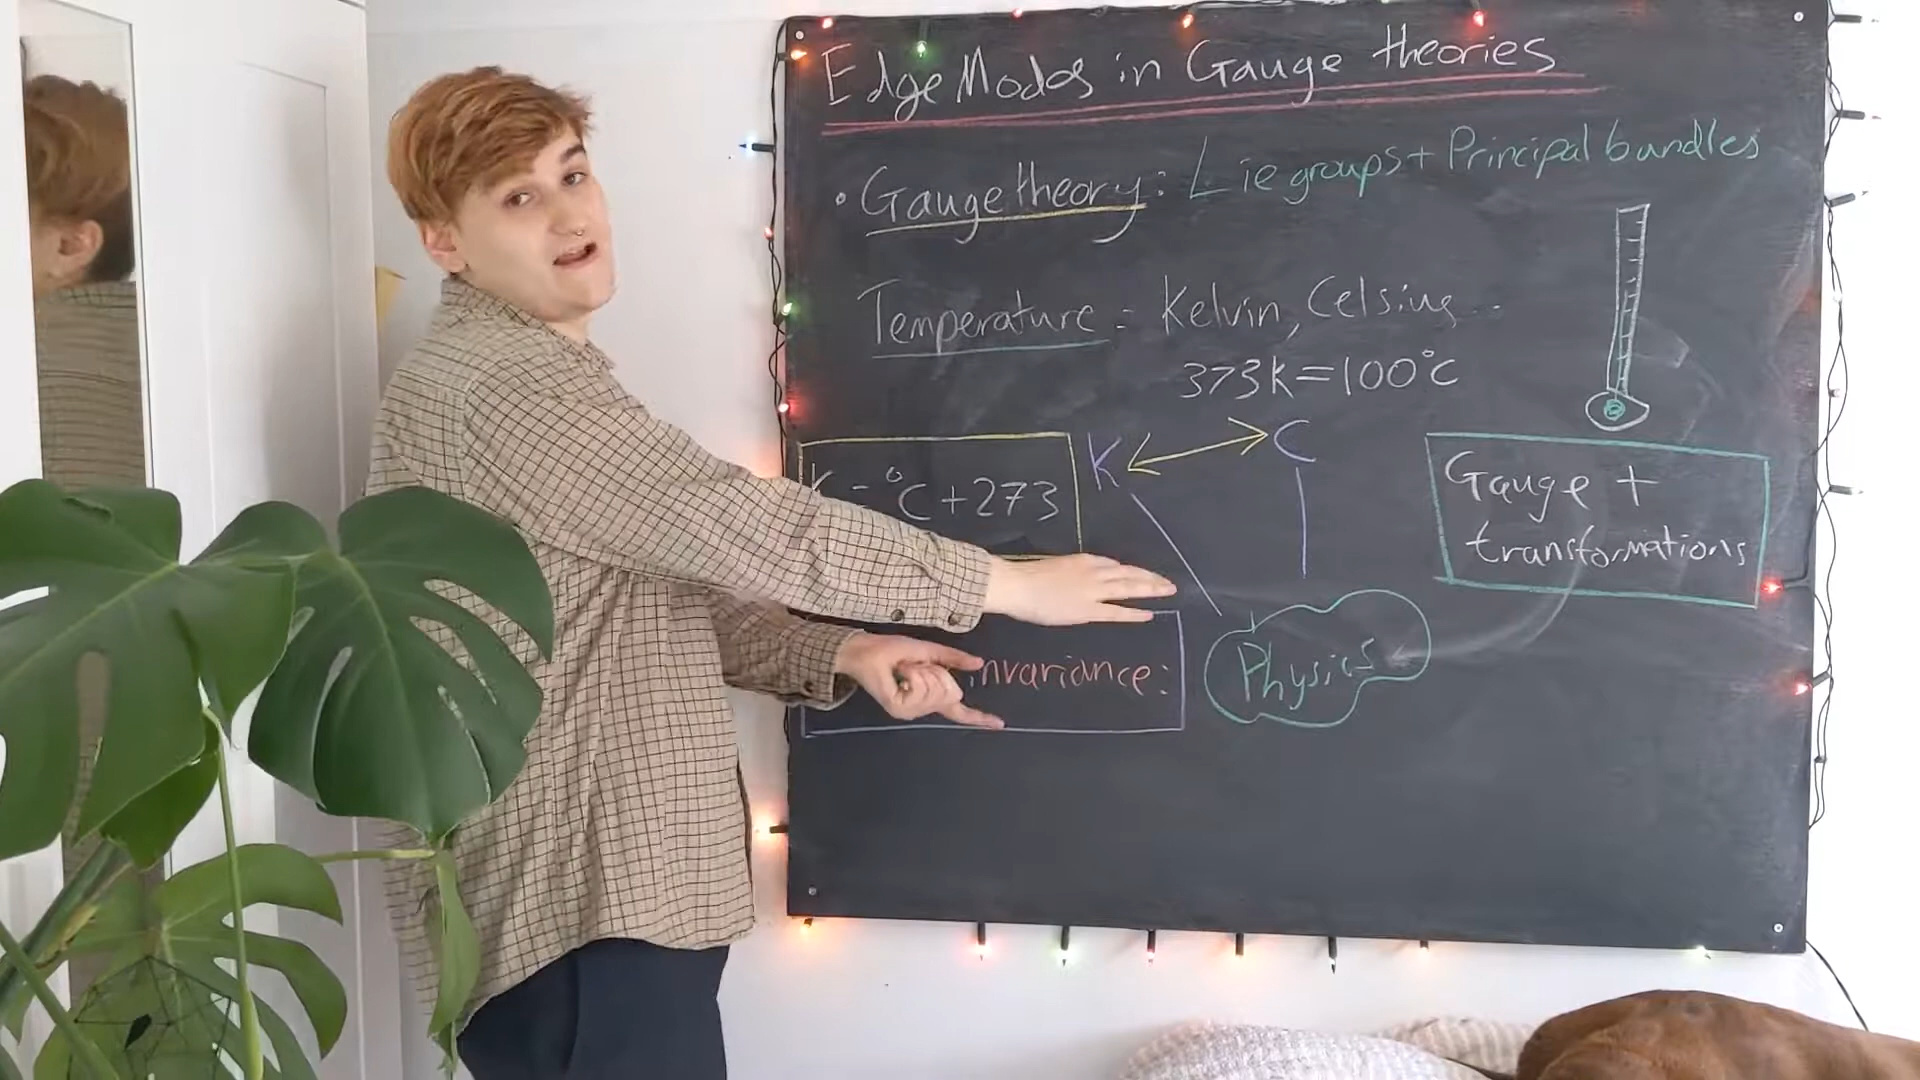 Edge Modes in Gauge theories
• Gauge theory: Lie groups + Principal bundles
Temperature: Kelvin, Celsius...
373K=100°C
K = °C+273
K C
Gauge +
transformations
invariance:
Physics